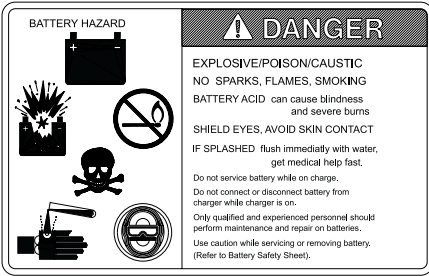 BATTERY HAZARD
DANGER
EXPLOSIVE/POISON/CAUSTIC
NO SPARKS, FLAMES, SMOKING
BATTERY ACID can cause blindness
and severe burns
SHIELD EYES, AVOID SKIN CONTACT
IF SPLASHED flush immediatly with water,
get medical help fast.
Do not service battery while on charge.
Do not connect or disconnect battery from
charger while charger is on.
Only qualified and experienced personnel should
perform maintenance and repair on batteries.
Use caution while servicing or removing battery.
(Refer to Battery Safety Sheet).